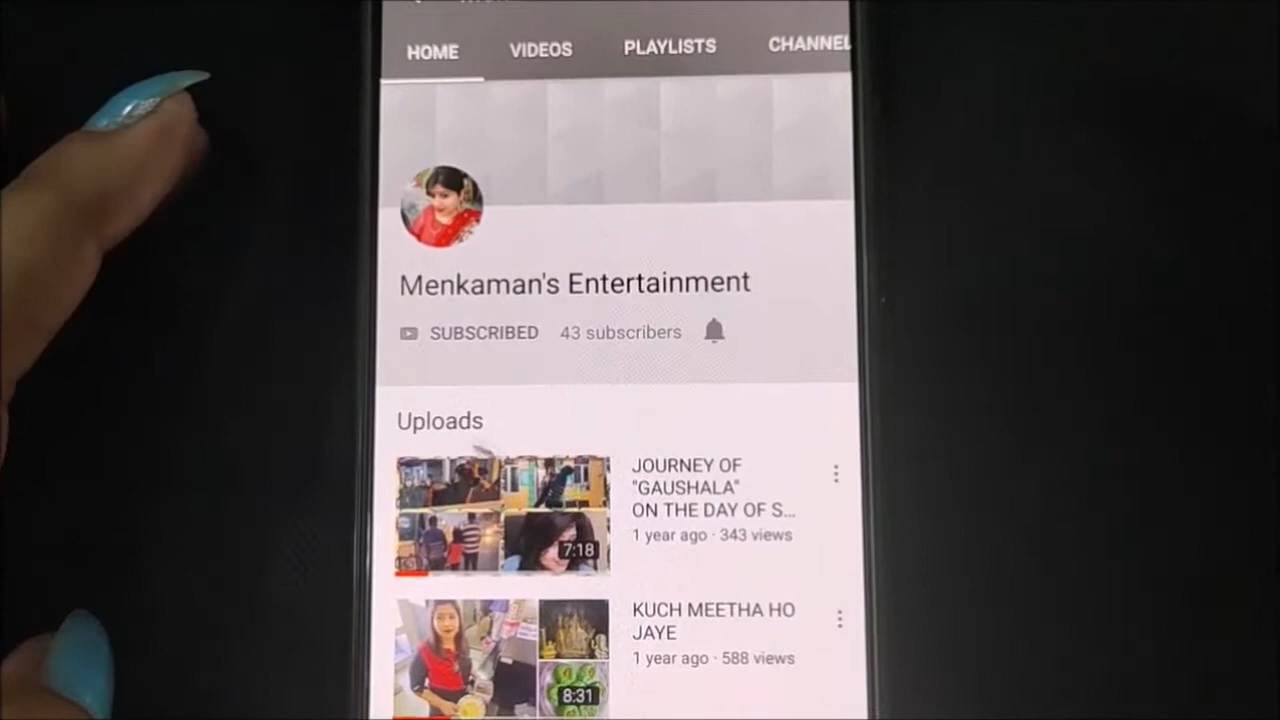 HOME VIDEOS PLAYLISTS CHANNEL
Menkaman's Entertainment
SUBSCRIBED 43 subscribers
Uploads
JOURNEY OF
"GAUSHALA"
ON THE DAY OF S...
1 year ago · 343 views
7:18
KUCH MEETHA HO
JAYE
1 year ago · 588 views
8:31